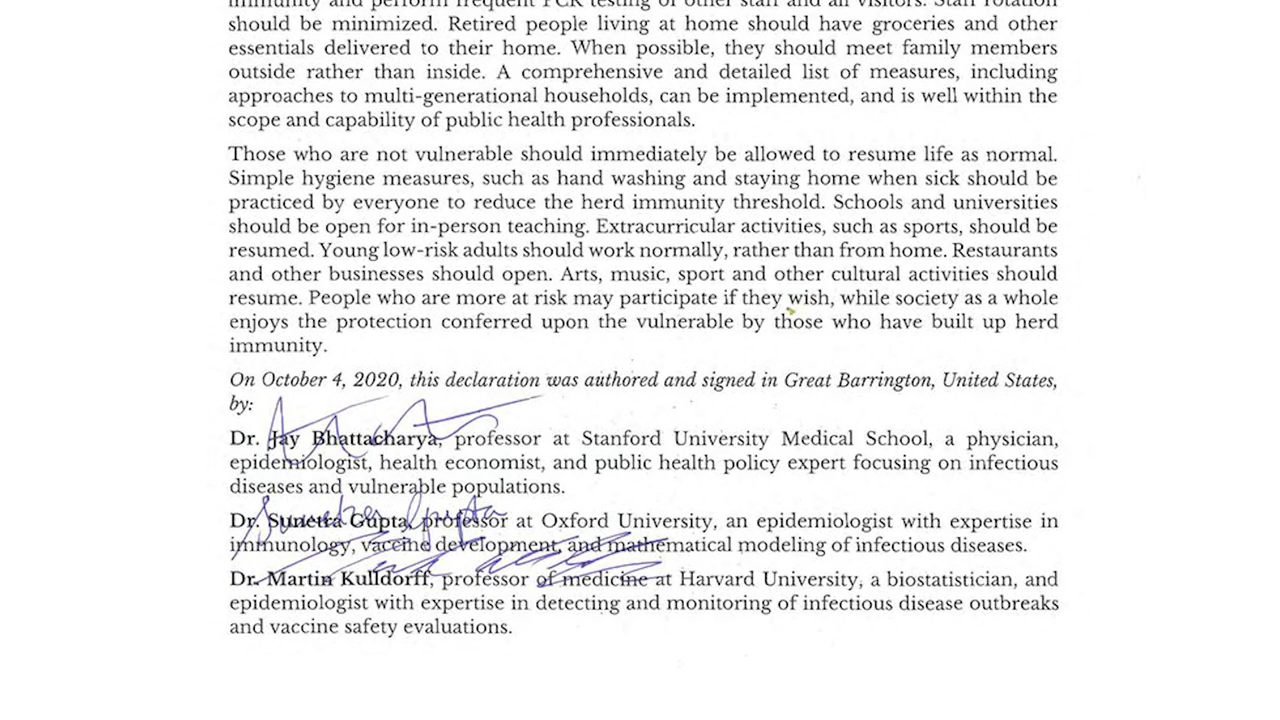 immunity and perform frequent PCR testing of other staff and all visitors. Staff rotation
should be minimized. Retired people living at home should have groceries and other
essentials delivered to their home. When possible, they should meet family members
outside rather than inside. A comprehensive and detailed list of measures, including
approaches to multi-generational households, can be implemented, and is well within the
scope and capability of public health professionals.
Those who are not vulnerable should immediately be allowed to resume life as normal.
Simple hygiene measures, such as hand washing and staying home when sick should be
practiced by everyone to reduce the herd immunity threshold. Schools and universities
should be open for in-person teaching. Extracurricular activities, such as sports, should be
resumed. Young low-risk adults should work normally, rather than from home. Restaurants
and other businesses should open. Arts, music, sport and other cultural activities should
resume. People who are more at risk may participate if they wish, while society as a whole
enjoys the protection conferred upon the vulnerable by those who have built up herd
immunity.
On October 4, 2020, this declaration was authored and signed in Great Barrington, United States,
by:
Dr. Jay Bhattacharya, professor at Stanford University Medical School, a physician,
epidemiologist, health economist, and public health policy expert focusing on infectious
diseases and vulnerable populations.
Sunetra Gupta
Dr. Sunetra Gupta, professor at Oxford University, an epidemiologist with expertise in
immunology, vaccine development, and mathematical modeling of infectious diseases.
Dr. Martin Kulldorff, professor of medicine at Harvard University, a biostatistician, and
epidemiologist with expertise in detecting and monitoring of infectious disease outbreaks
and vaccine safety evaluations.